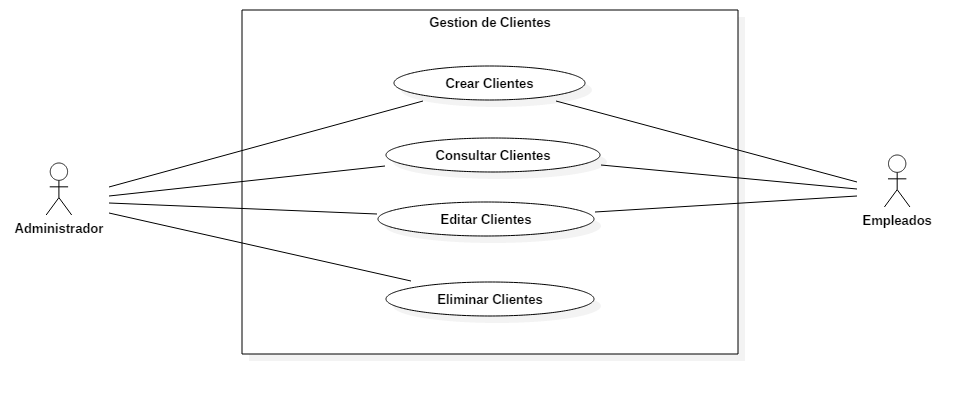 Gestion de Clientes
Crear Clientes
Consultar Clientes
Editar Clientes
Eliminar Clientes
Administrador
Empleados